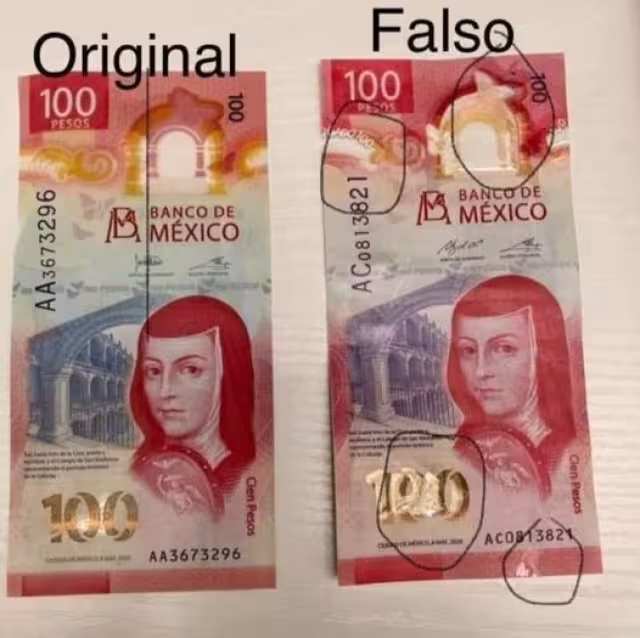 Original
Falso
100
PESOS
100
BANCO DE
MÉXICO
AA3673296
100
Cien Pesos
AA3673296
100
PESOS
100
BANCO DE
MÉXICO
AC0813821
100
Cien Pesos
AC0813821